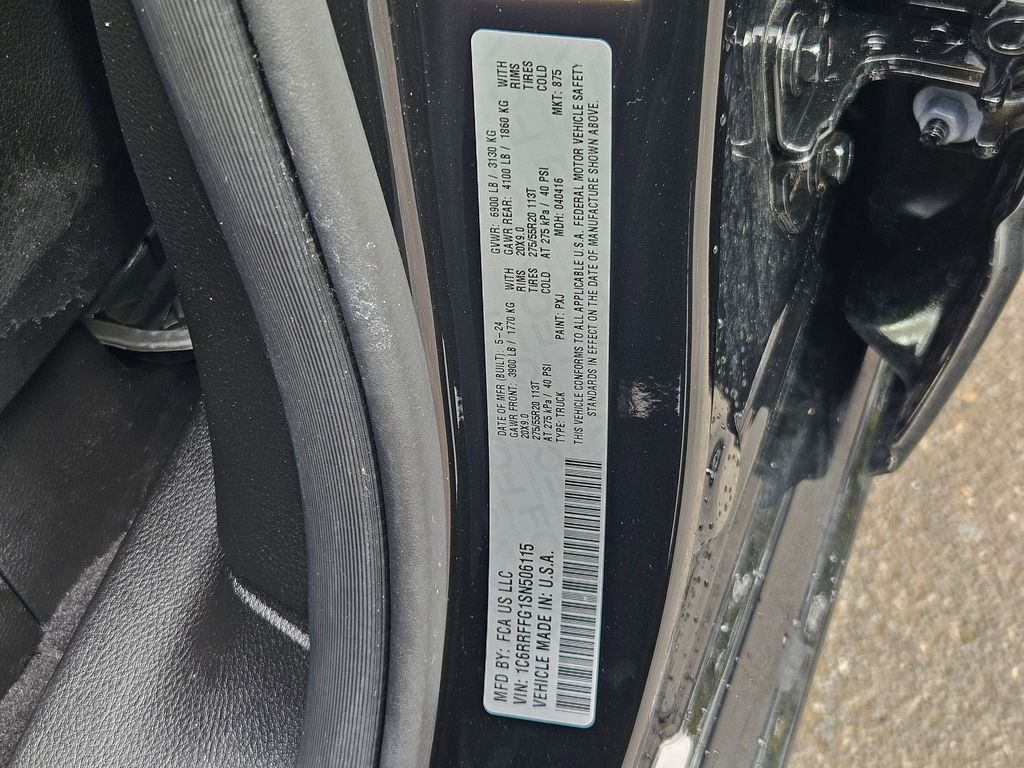 MFD BY: FCA US LLC
VIN: 1C6RRFFG1SN506115
VEHICLE MADE IN: U.S.A.
DATE OF MFR (BUILT): 5-24 GVWR: 6900 LB / 3130 KG
GAWR FRONT: 3900 LB / 1770 KG WITH GAWR REAR: 4100 LB / 1860 KG WITH
20X9.0 RIMS 20X9.0 RIMS
275/55R20 113T TIRES 275/55R20 113T TIRES
AT 275 kPa / 40 PSI COLD AT 275 kPa / 40 PSI COLD
TYPE: TRUCK PAINT: PXJ MDH: 040416 MKT: 875
THIS VEHICLE CONFORMS TO ALL APPLICABLE U.S.A. FEDERAL MOTOR VEHICLE SAFETY
STANDARDS IN EFFECT ON THE DATE OF MANUFACTURE SHOWN ABOVE.